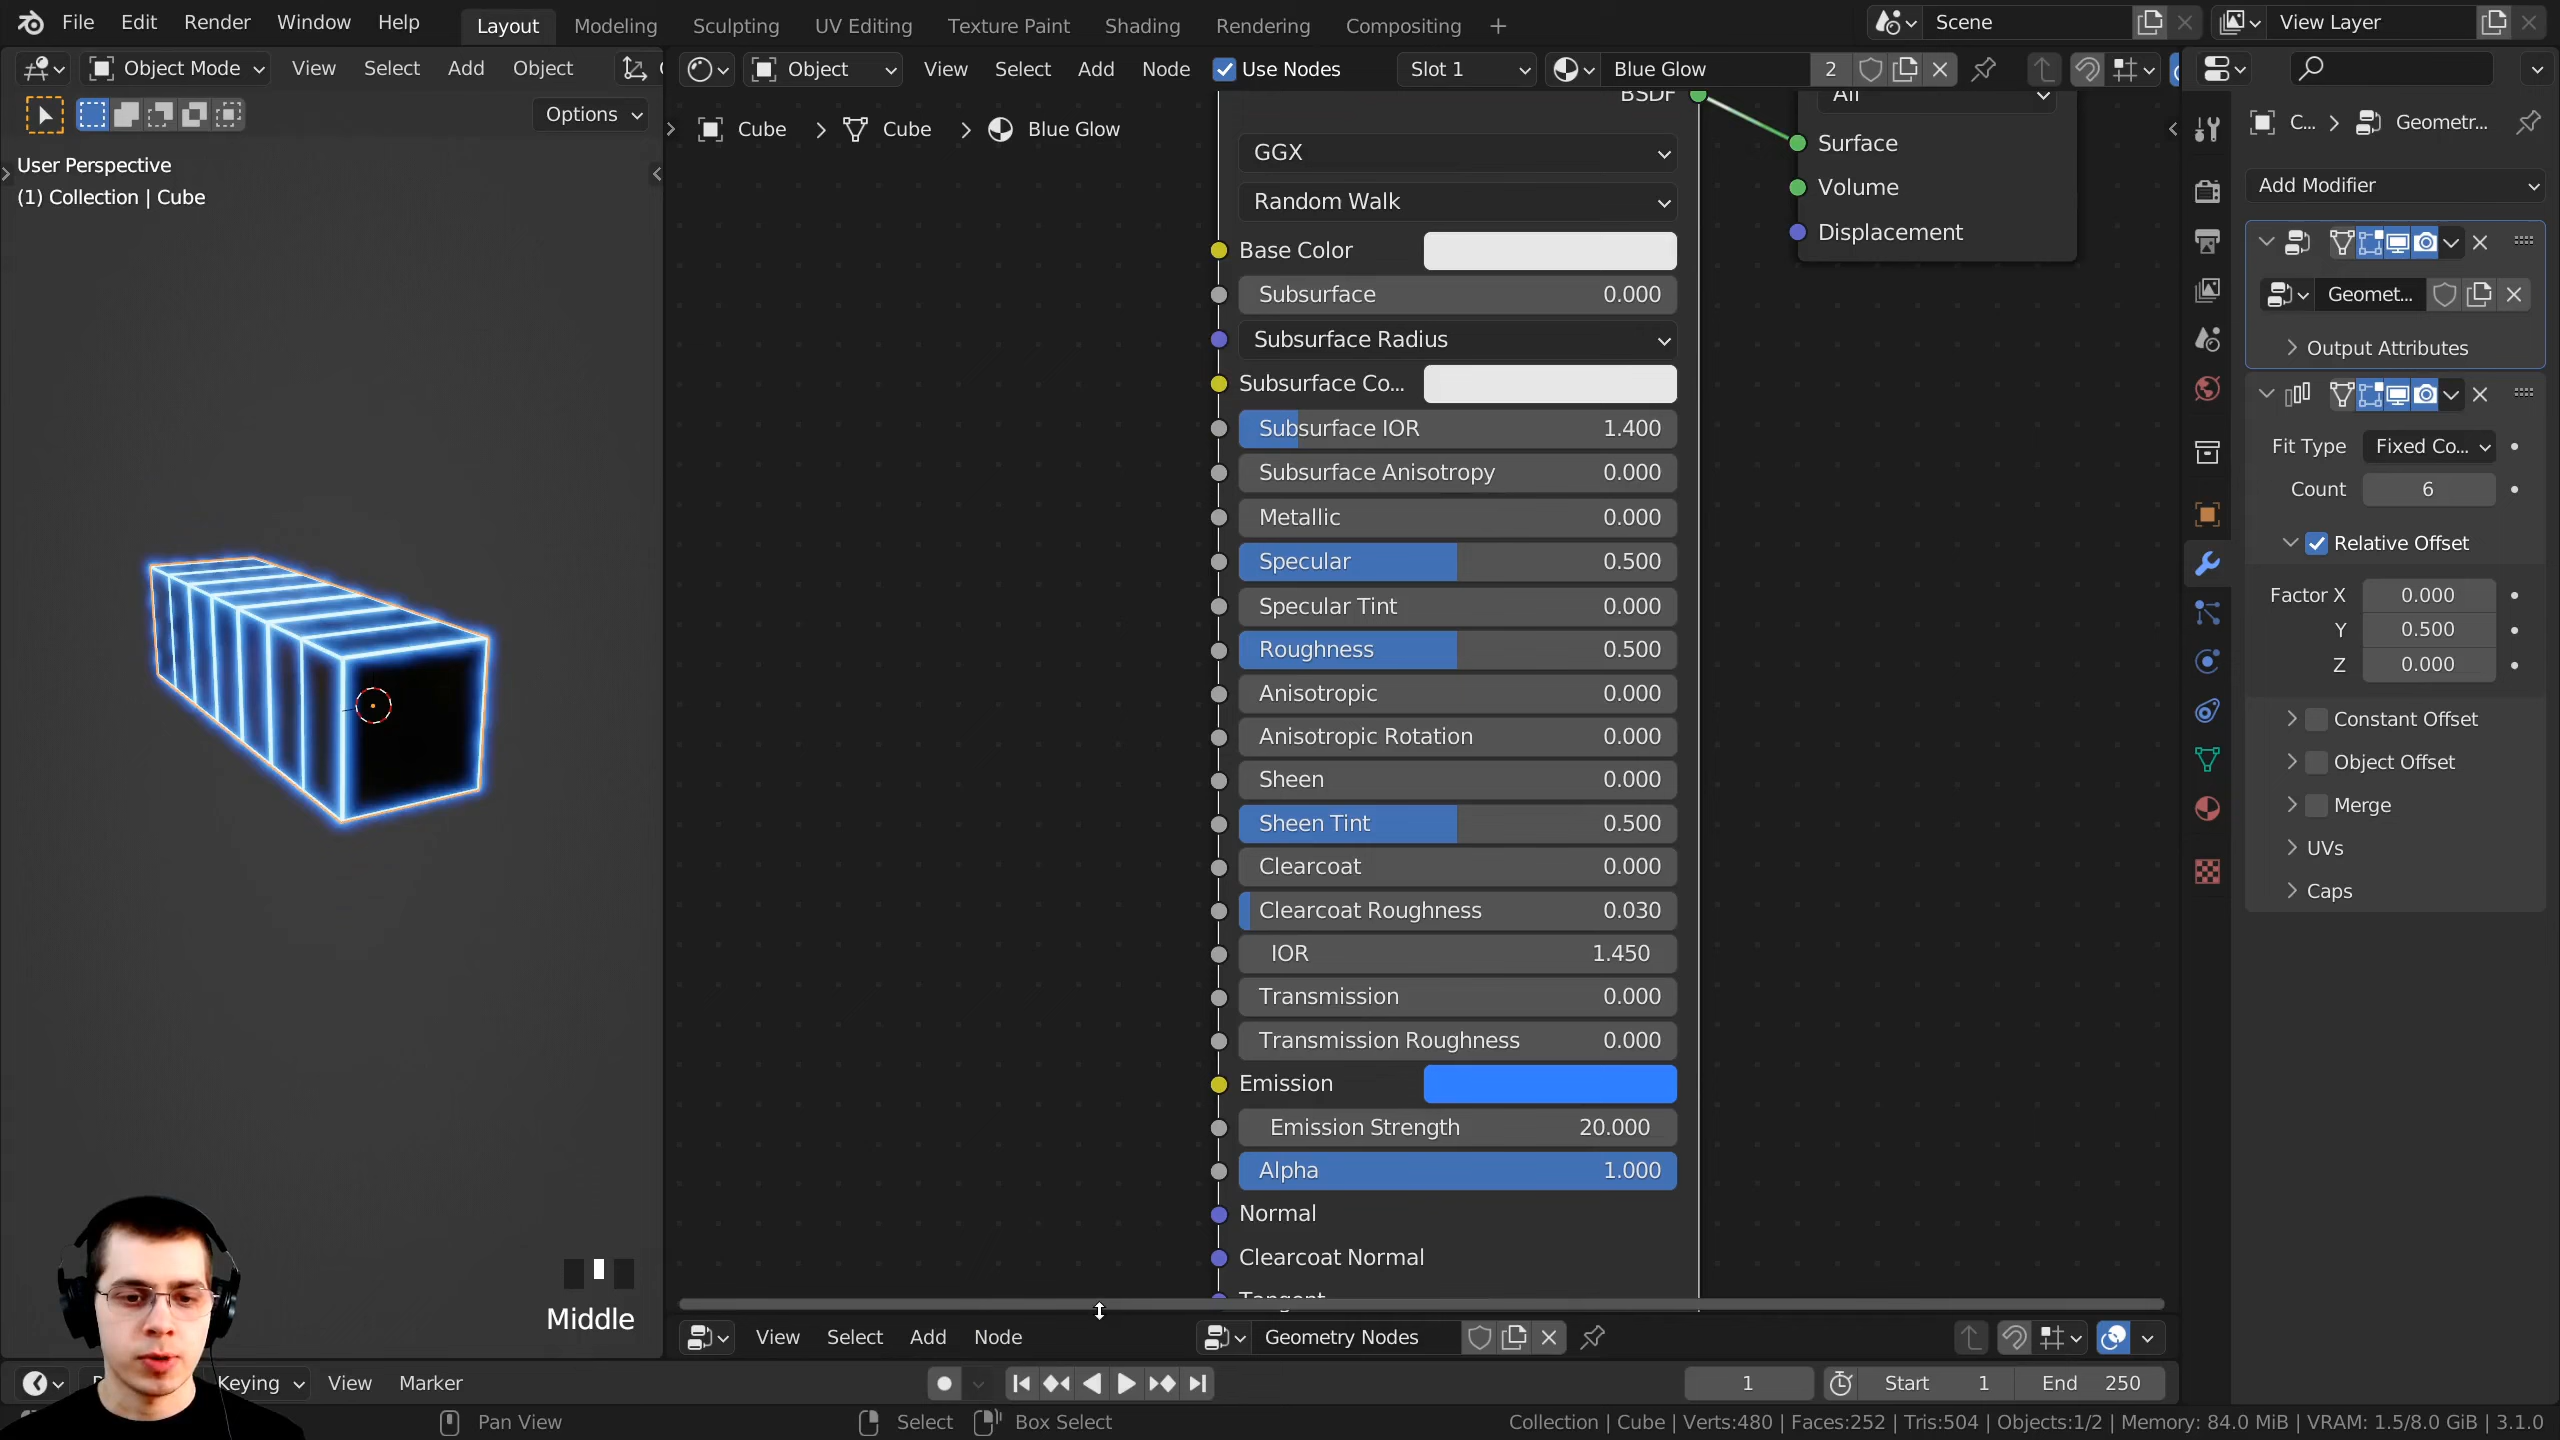 File Edit Render Window Help Layout Modeling Sculpting UV Editing Texture Paint Shading Rendering Compositing + Scene View Layer
Object Mode View Select Add Object
Object View Select Add Node Use Nodes Slot 1 Blue Glow 2
Options
Cube > Cube > Blue Glow
C... > Geometr...
User Perspective
(1) Collection | Cube
BSDF
GGX
Random Walk
Base Color
Subsurface 0.000
Subsurface Radius
Subsurface Co...
Subsurface IOR 1.400
Subsurface Anisotropy 0.000
Metallic 0.000
Specular 0.500
Specular Tint 0.000
Roughness 0.500
Anisotropic 0.000
Anisotropic Rotation 0.000
Sheen 0.000
Sheen Tint 0.500
Clearcoat 0.000
Clearcoat Roughness 0.030
IOR 1.450
Transmission 0.000
Transmission Roughness 0.000
Emission
Emission Strength 20.000
Alpha 1.000
Normal
Clearcoat Normal
Tangent
All
Surface
Volume
Displacement
Add Modifier
Geomet...
Output Attributes
Fit Type Fixed Co...
Count 6
Relative Offset
Factor X 0.000
Y 0.500
Z 0.000
Constant Offset
Object Offset
Merge
UVs
Caps
Middle
View Select Add Node Geometry Nodes
Keying View Marker 1 Start 1 End 250
Pan View Select Box Select Collection | Cube | Verts:480 | Faces:252 | Tris:504 | Objects:1/2 | Memory: 84.0 MiB | VRAM: 1.5/8.0 GiB | 3.1.0